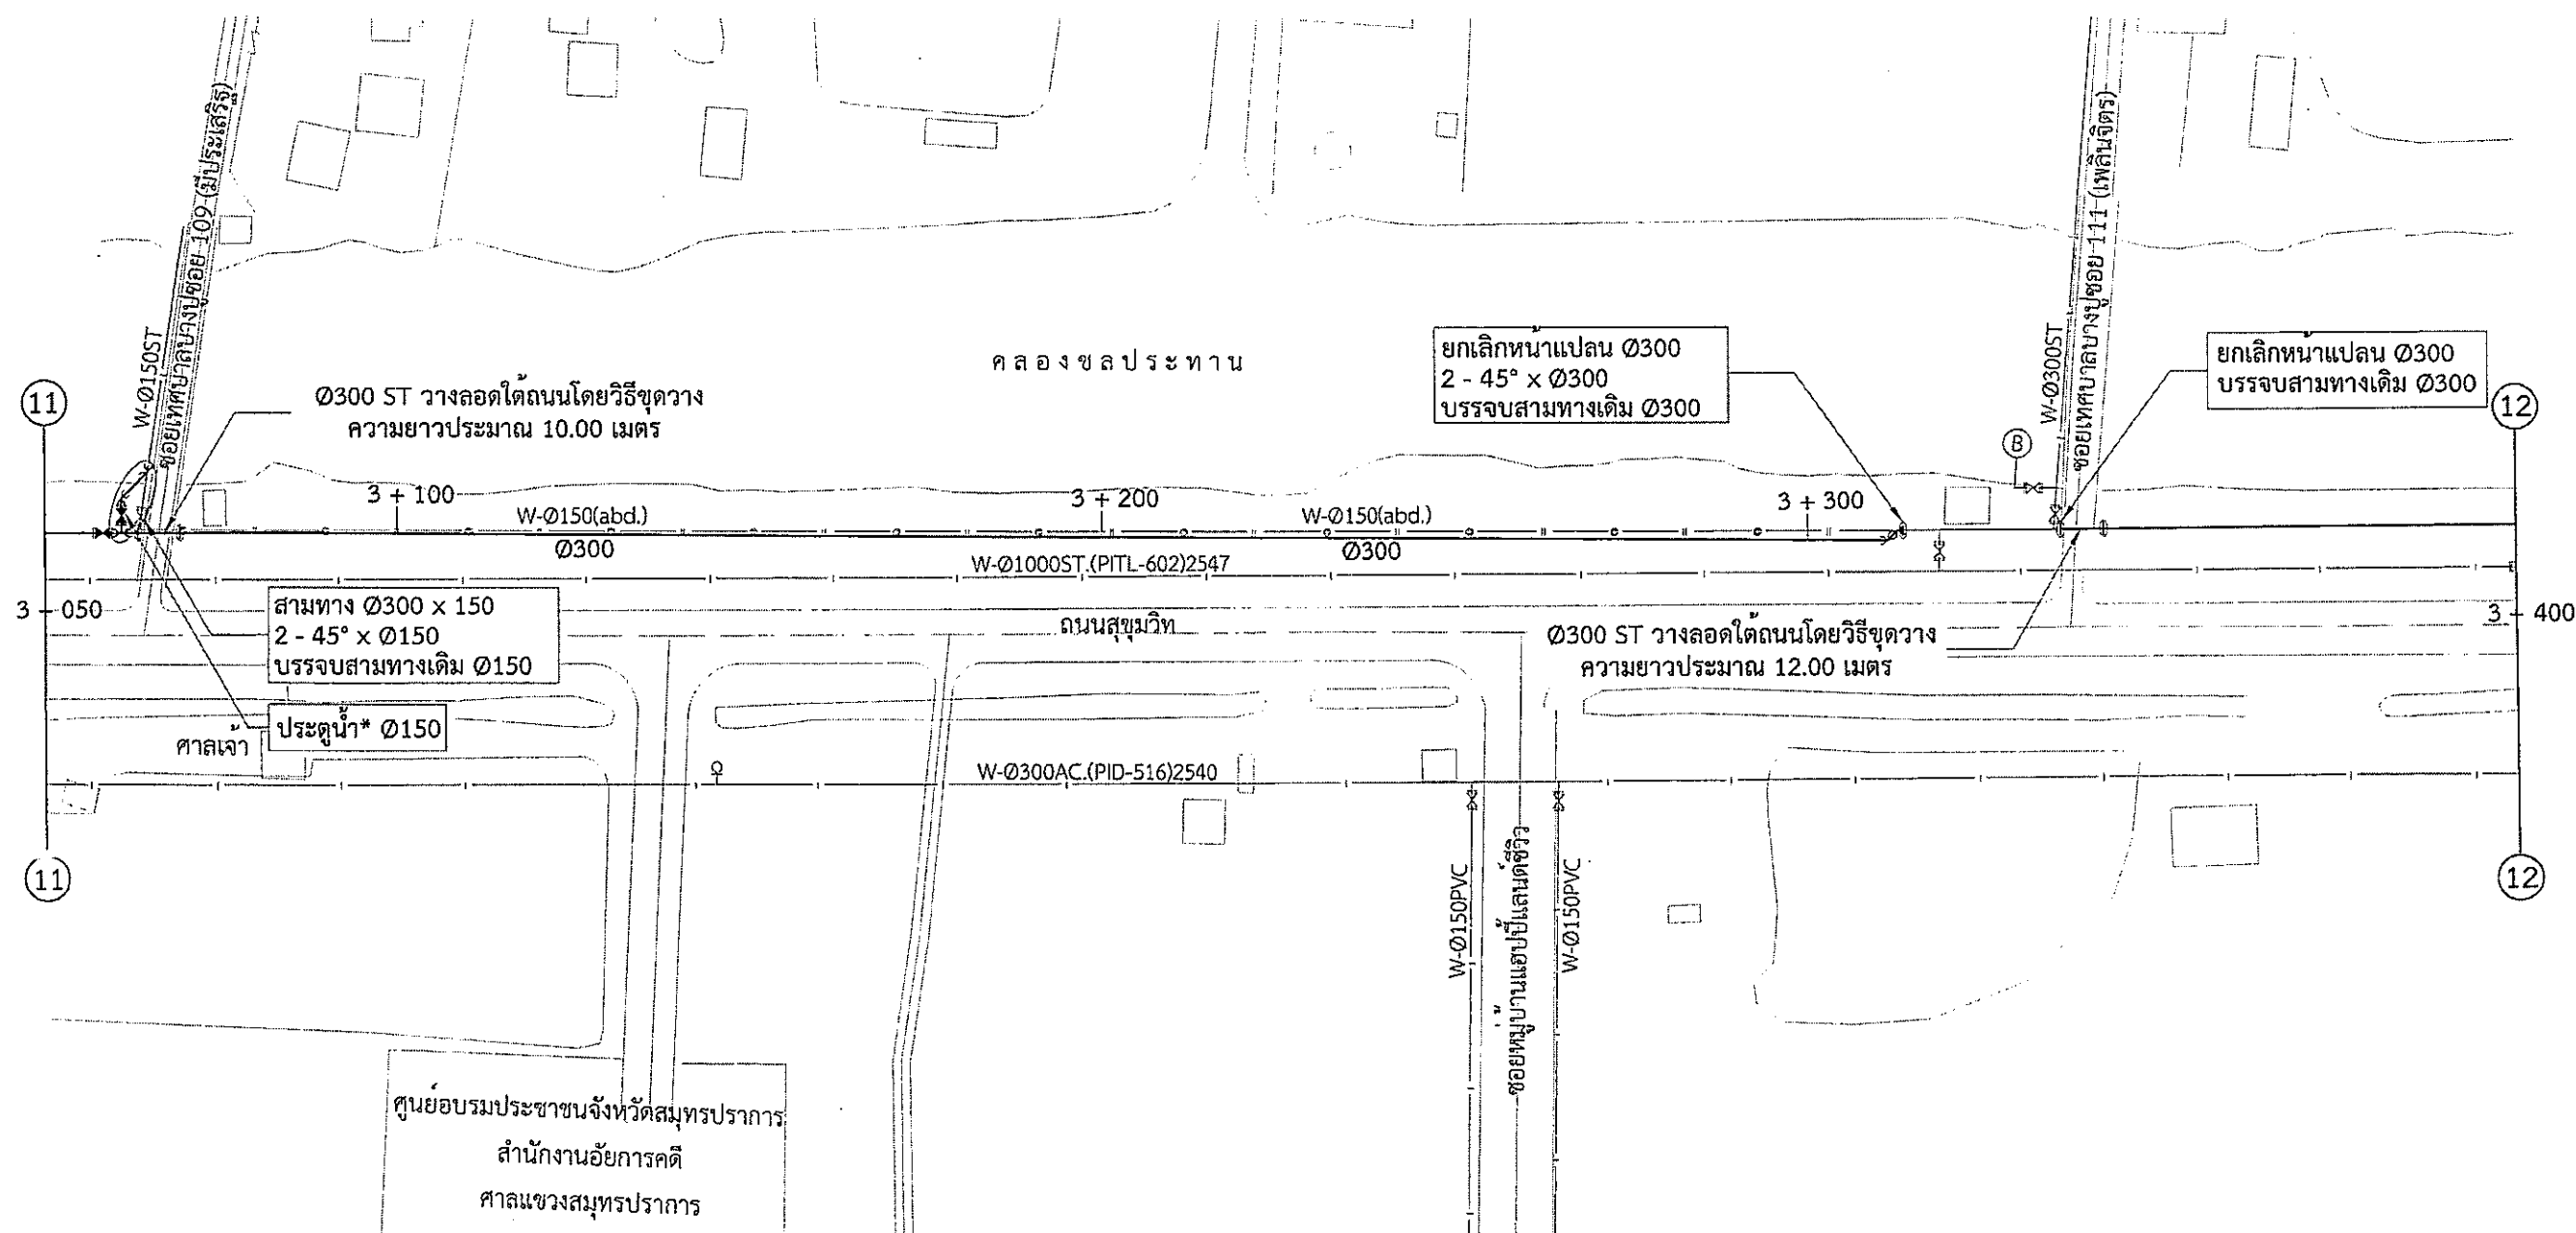 ซอยเทศบาลบางปูซอย 109 (มีประเสริฐ)
W-Ø150ST
Ø300 ST วางลอดใต้ถนนโดยวิธีขุดวาง
ความยาวประมาณ 10.00 เมตร
คลองชลประทาน
ยกเลิกหน้าแปลน Ø300
2 - 45° x Ø300
บรรจบสามทางเดิม Ø300
W-Ø300ST
ซอยเทศบาลบางปูซอย 111 (เพลินจิตร)
ยกเลิกหน้าแปลน Ø300
บรรจบสามทางเดิม Ø300
11
12
B
3 + 100
3 + 200
3 + 300
W-Ø150(abd.)
W-Ø150(abd.)
Ø300
Ø300
W-Ø1000ST.(PITL-602)2547
3 + 050
3 + 400
สามทาง Ø300 x 150
2 - 45° x Ø150
บรรจบสามทางเดิม Ø150
ถนนสุขุมวิท
Ø300 ST วางลอดใต้ถนนโดยวิธีขุดวาง
ความยาวประมาณ 12.00 เมตร
ประตูน้ำ* Ø150
ศาลเจ้า
W-Ø300AC.(PID-516)2540
11
12
W-Ø150PVC
ซอยหมู่บ้านแฮปปี้แลนด์ซีวิว
W-Ø150PVC
ศูนย์อบรมประชาชนจังหวัดสมุทรปราการ
สำนักงานอัยการคดี
ศาลแขวงสมุทรปราการ